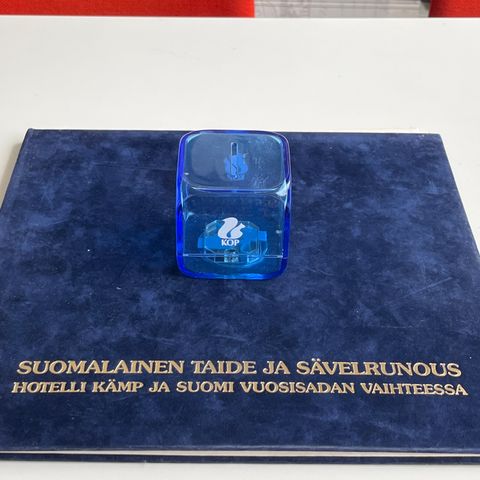 KOP
SUOMALAINEN TAIDE JA SÄVELRUNOUS
HOTELLI KÄMP JA SUOMI VUOSISADAN VAIHTEESSA